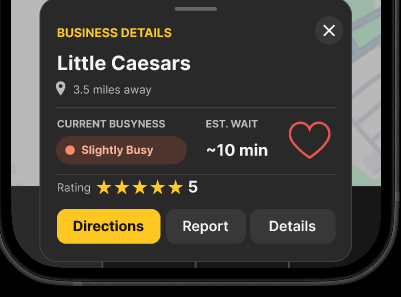 BUSINESS DETAILS
Little Caesars
3.5 miles away
CURRENT BUSYNESS EST. WAIT
Slightly Busy ~10 min
Rating 5
Directions Report Details